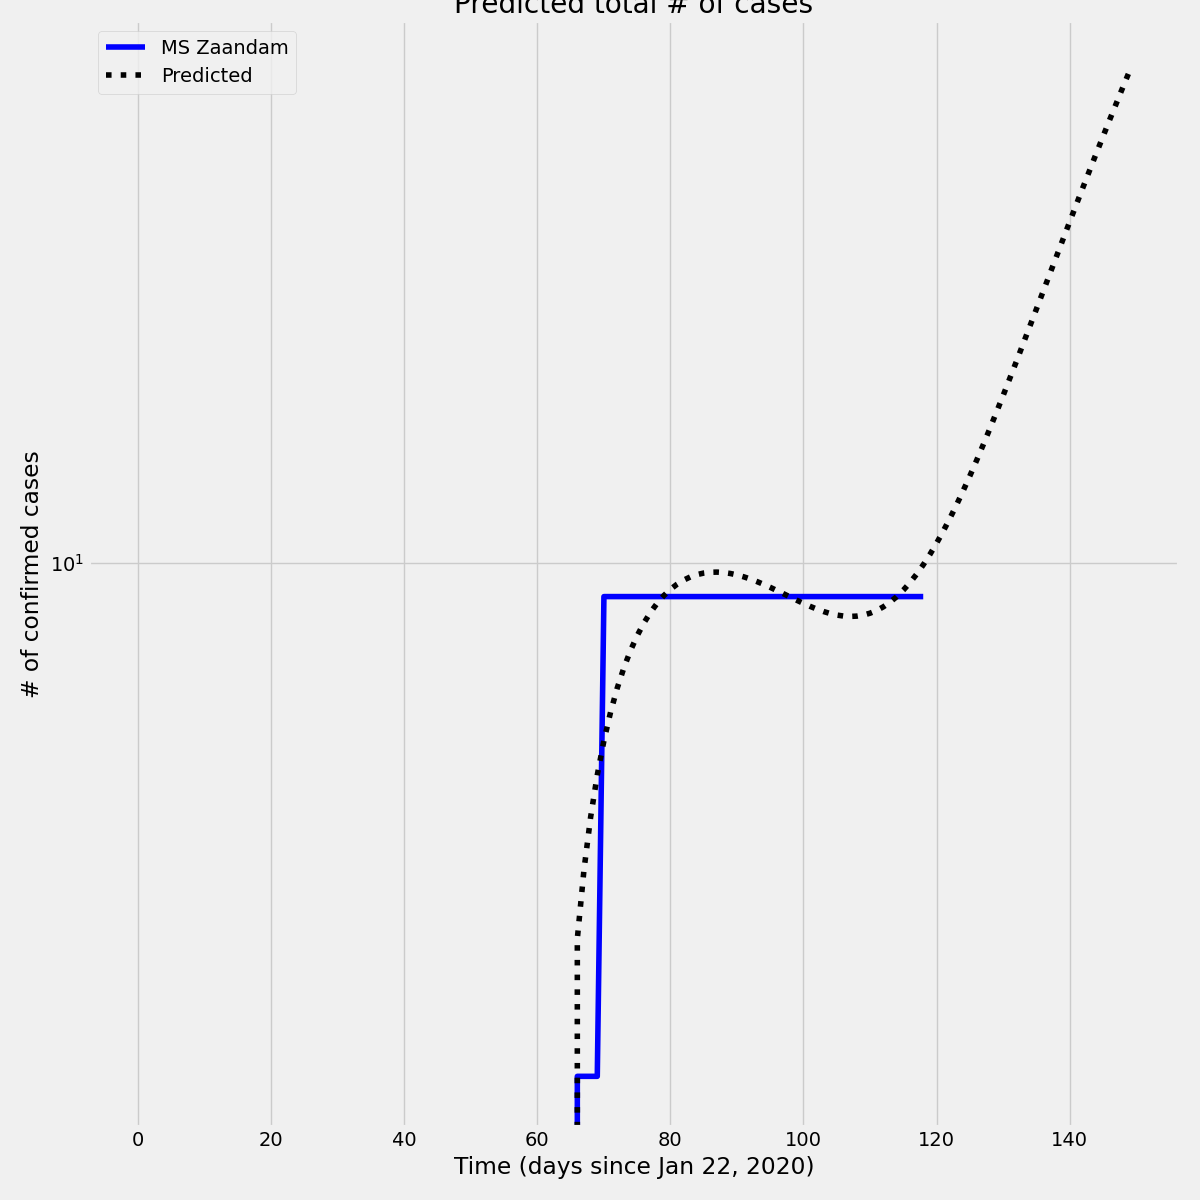 Predicted total # of cases
MS Zaandam
Predicted
# of confirmed cases
10¹
0 20 40 60 80 100 120 140
Time (days since Jan 22, 2020)